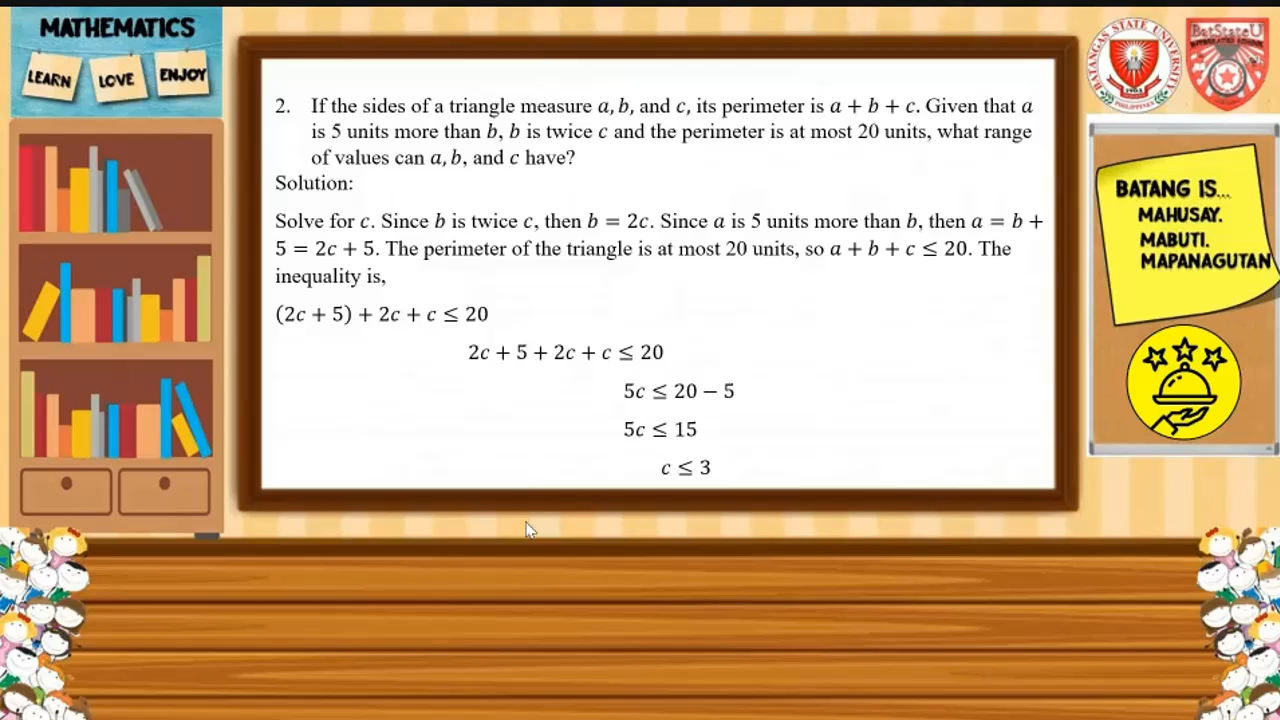 MATHEMATICS
LEARN
LOVE
ENJOY
2. If the sides of a triangle measure a, b, and c, its perimeter is a + b + c. Given that a
is 5 units more than b, b is twice c and the perimeter is at most 20 units, what range
of values can a, b, and c have?
Solution:
Solve for c. Since b is twice c, then b = 2c. Since a is 5 units more than b, then a = b +
5 = 2c + 5. The perimeter of the triangle is at most 20 units, so a + b + c ≤ 20. The
inequality is,
(2c + 5) + 2c + c ≤ 20
2c + 5 + 2c + c ≤ 20
5c ≤ 20 − 5
5c ≤ 15
c ≤ 3
BATANGAS STATE UNIVERSITY
PHILIPPINES
BatStateU
BATANG IS...
MAHUSAY.
MABUTI.
MAPANAGUTAN